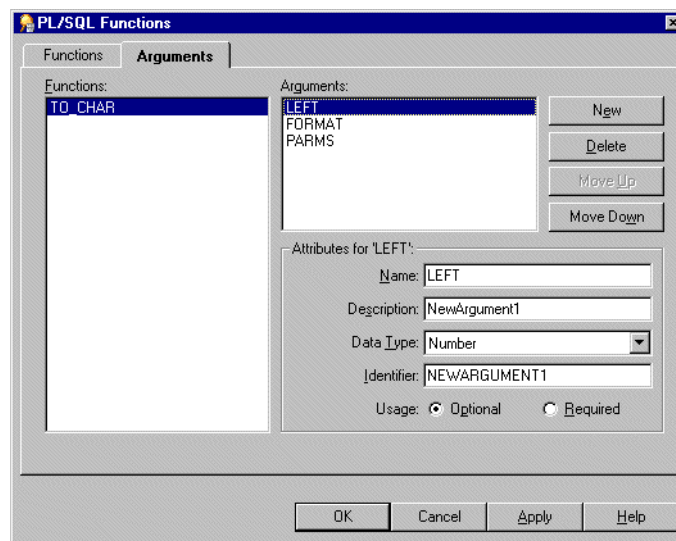 PL/SQL Functions
Functions
Arguments
Functions:
TO_CHAR
Arguments:
LEFT
FORMAT
PARMS
New
Delete
Move Up
Move Down
Attributes for 'LEFT':
Name: LEFT
Description: NewArgument1
Data Type: Number
Identifier: NEWARGUMENT1
Usage: Optional Required
OK Cancel Apply Help